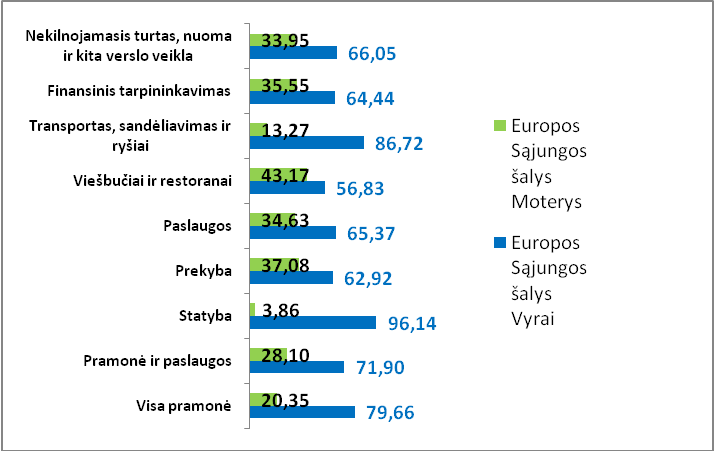 Nekilnojamasis turtas, nuoma
ir kita verslo veikla
33,95
66,05
Finansinis tarpininkavimas
35,55
64,44
Transportas, sandėliavimas ir
ryšiai
13,27
86,72
Viešbučiai ir restoranai
43,17
56,83
Paslaugos
34,63
65,37
Prekyba
37,08
62,92
Statyba
3,86
96,14
Pramonė ir paslaugos
28,10
71,90
Visa pramonė
20,35
79,66
Europos
Sąjungos
šalys
Moterys
Europos
Sąjungos
šalys
Vyrai